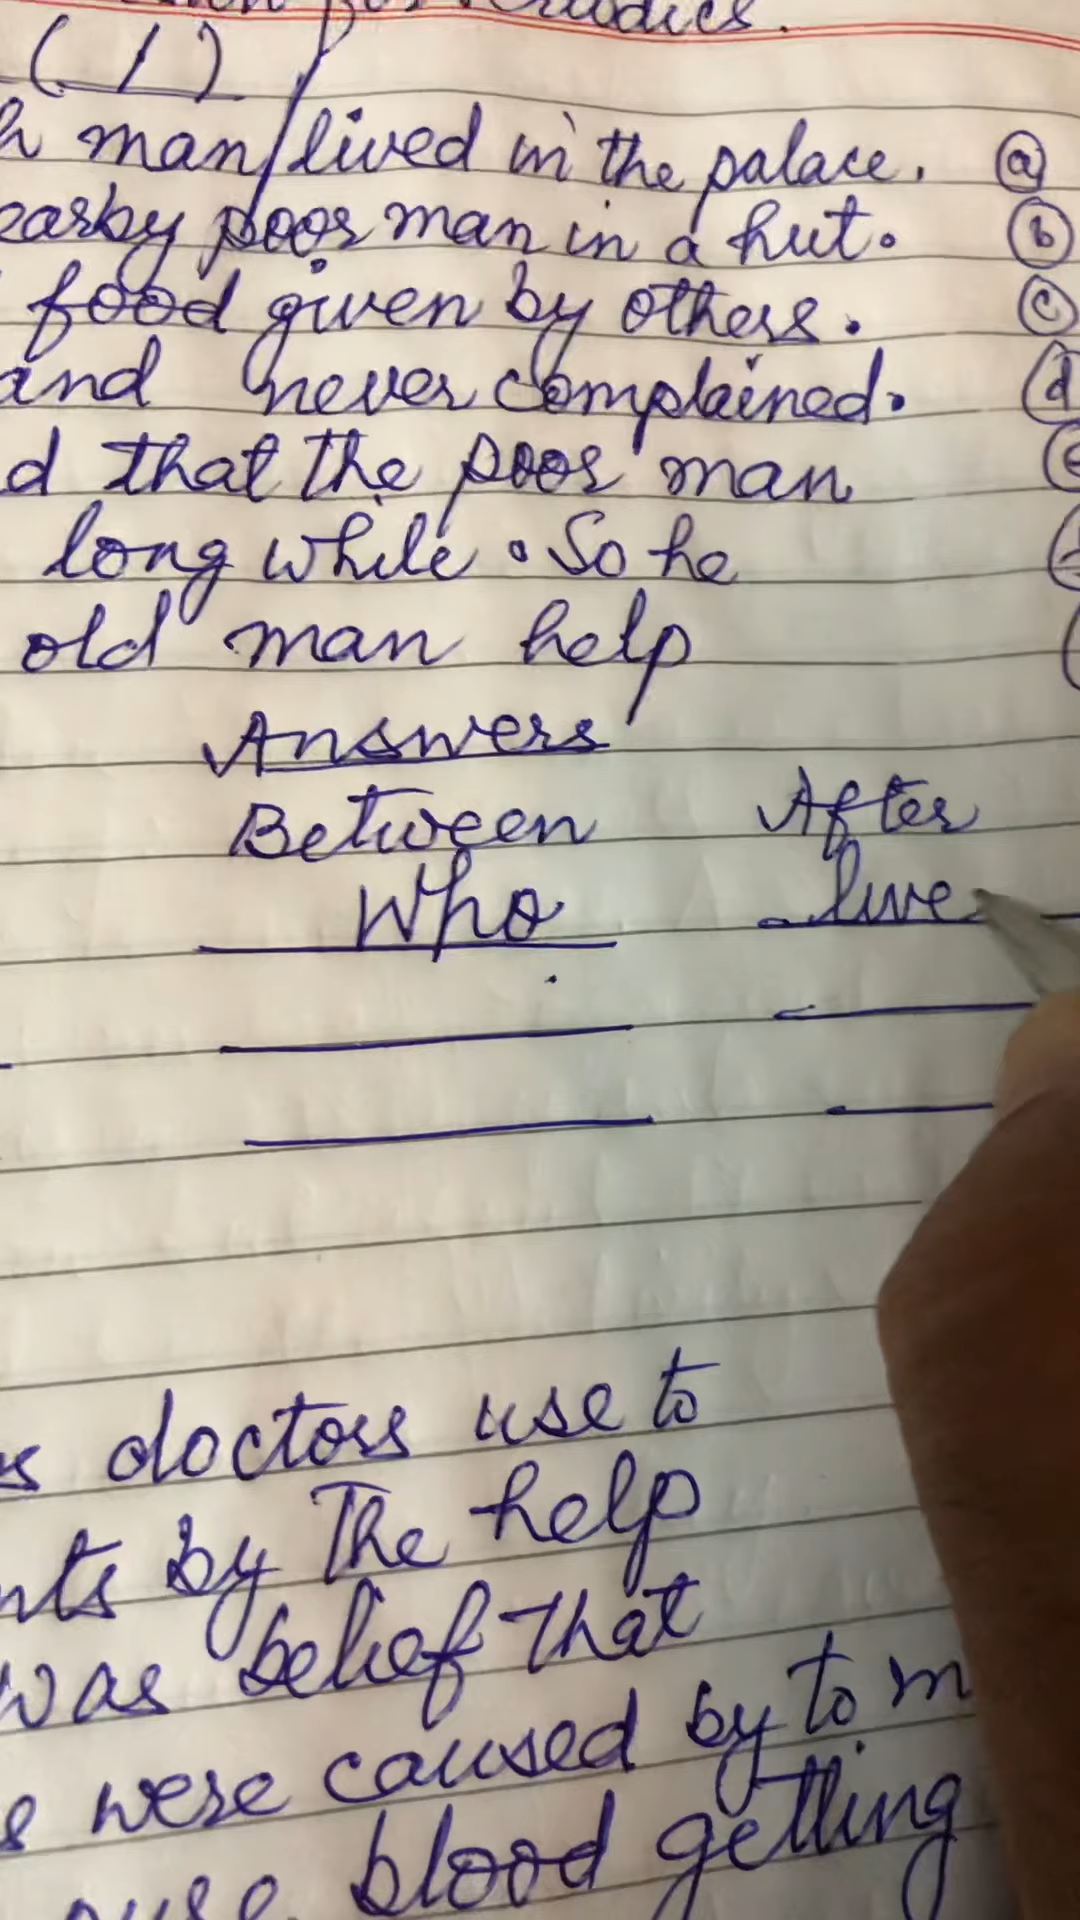 (1)
man/lived in the palace. (a)
poor man in a hut. (b)
food given by others. (c)
and never complained. (d
that the poor man
long while. So he
old man help
Answers
Between After
Who live
doctors use to
by The help
was belief that
were caused by to m
blood getting